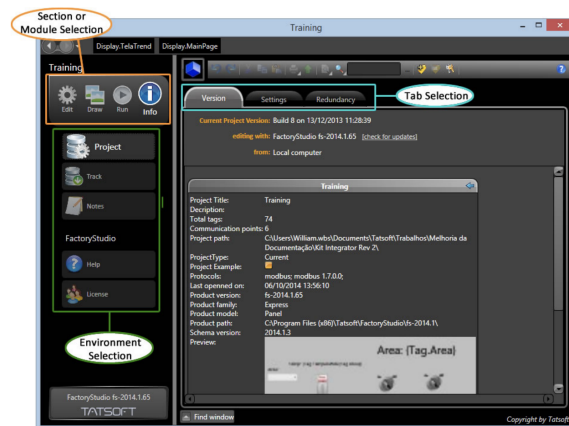 Section or
Module Selection
Training
Display.TelaTrend Display.MainPage
Training
Edit Draw Run Info
Version Settings Redundancy
Tab Selection
Current Project Version: Build 8 on 13/12/2013 11:28:39
editing with: FactoryStudio fs-2014.1.65 [check for updates]
from: Local computer
Project
Track
Notes
FactoryStudio
Help
License
Environment
Selection
FactoryStudio fs-2014.1.65
TATSOFT
Training
Project Title: Training
Decription:
Total tags: 74
Communication points: 6
Project path: C:\Users\William.wbs\Documents\Tatsoft\Trabalhos\Melhoria da
Documentação\Kit Integrator Rev 2\
ProjectType: Current
Project Example:
Protocols: modbus; modbus 1.7.0.0;
Last openned on: 06/10/2014 13:56:10
Product version: fs-2014.1.65
Product family: Express
Product model: Panel
Product path: C:\Program Files (x86)\Tatsoft\FactoryStudio\fs-2014.1\
Schema version: 2014.1.3
Preview:
Area: {Tag.Area}
Find window
Copyright by Tatsoft